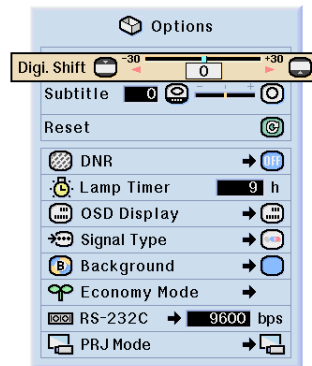 Options
Digi. Shift -30 0 +30
Subtitle 0 - +
Reset
DNR OFF
Lamp Timer 9 h
OSD Display
Signal Type
B Background
Economy Mode
RS-232C 9600 bps
PRJ Mode